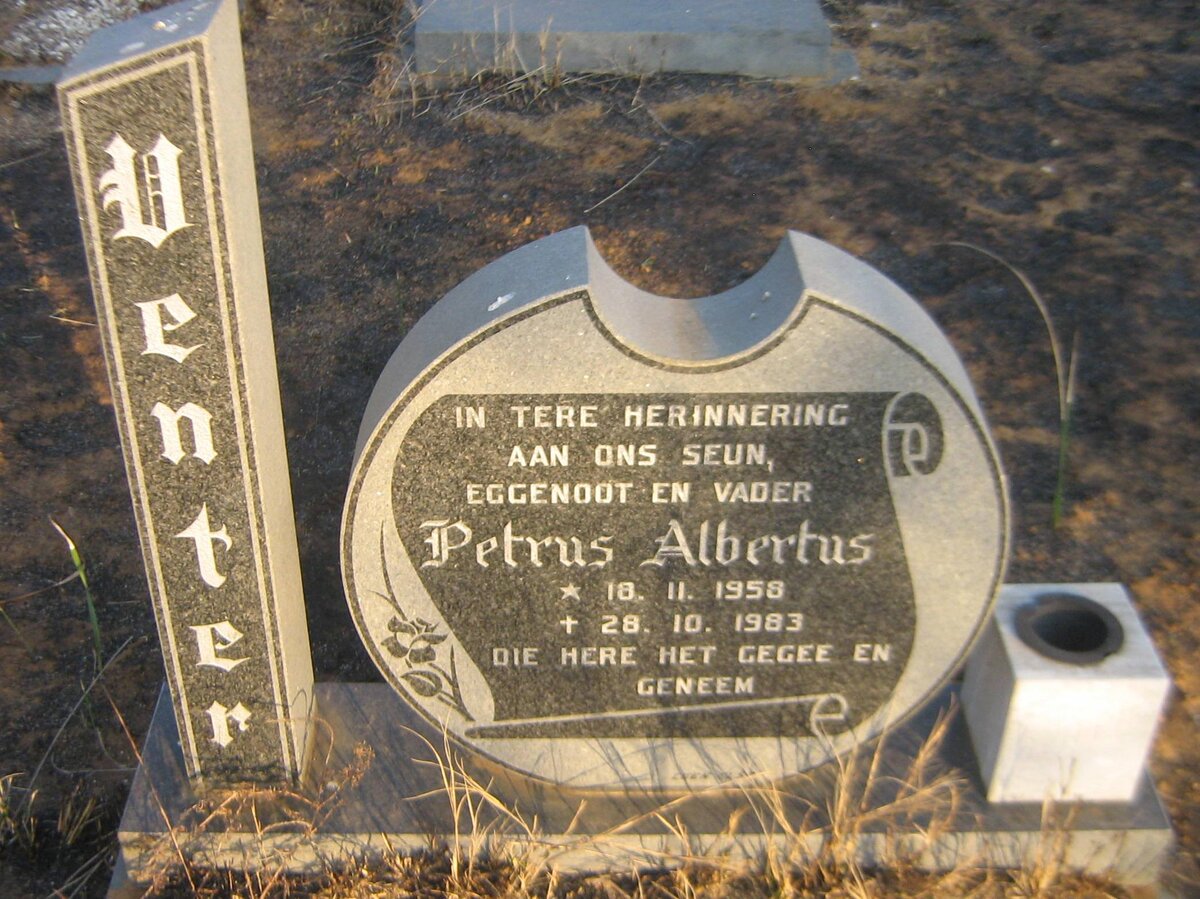 Venter
IN TERE HERINNERING
AAN ONS SEUN,
EGGENOOT EN VADER
Petrus Albertus
★ 18. 11. 1958
✝ 28. 10. 1983
DIE HERE HET GEGEE EN
GENEEM